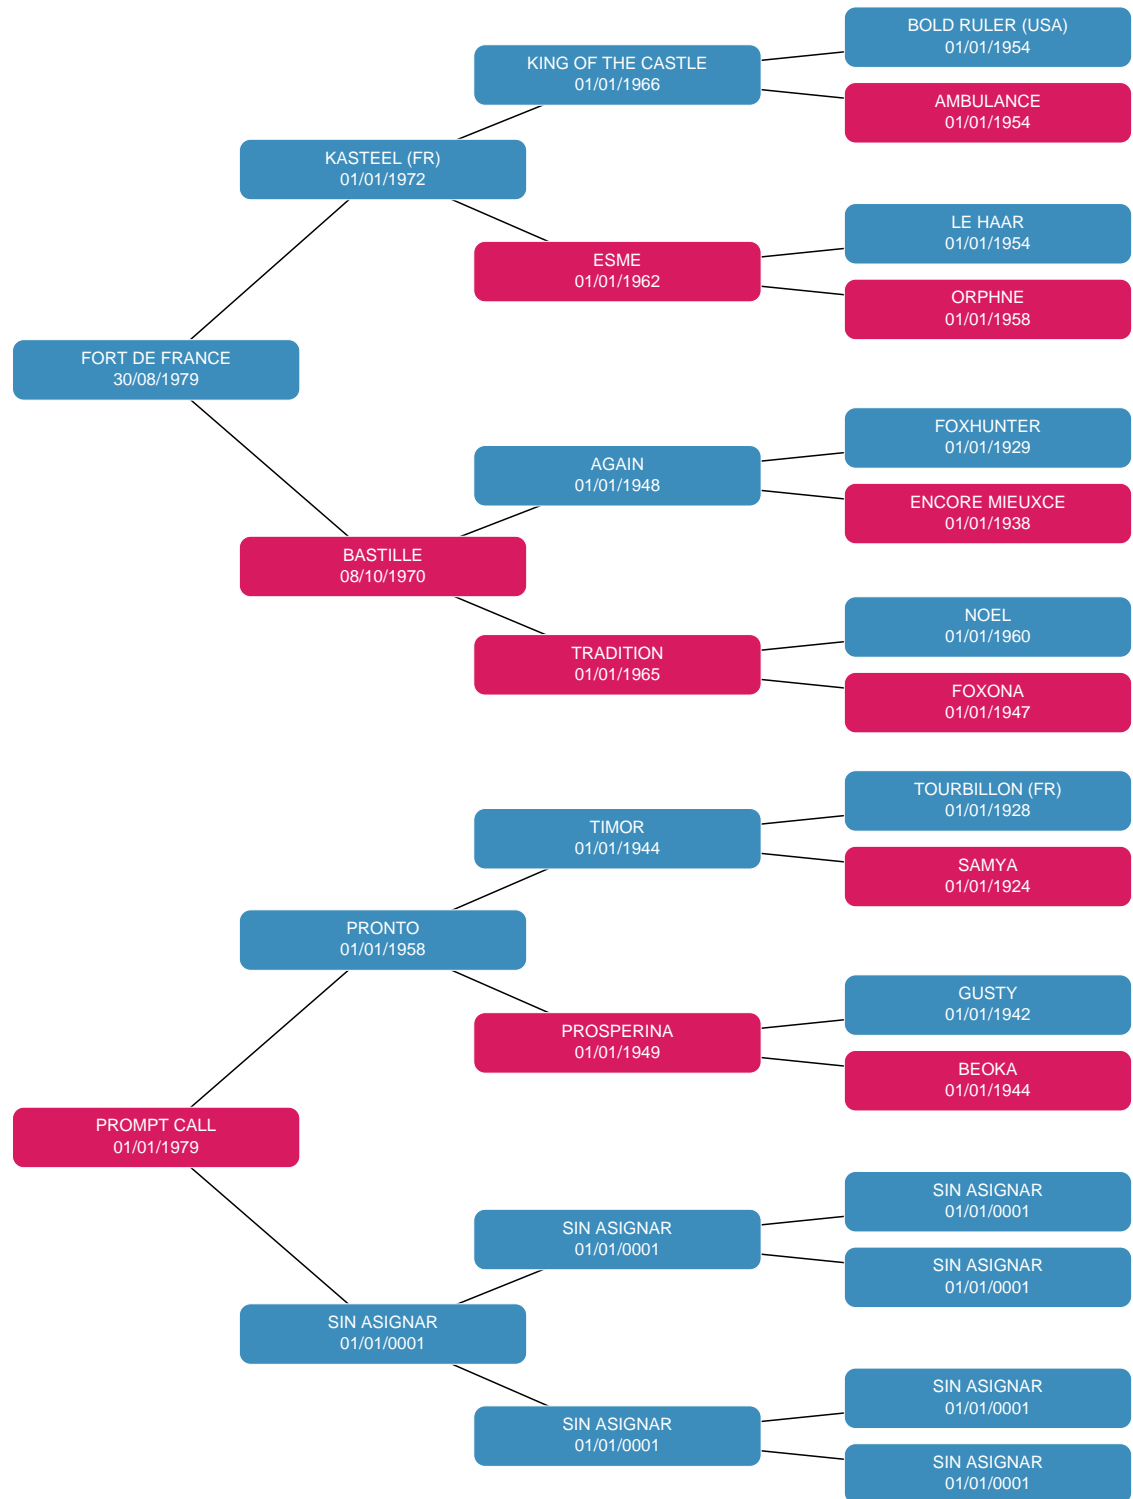 BOLD RULER (USA)
01/01/1954
KING OF THE CASTLE
01/01/1966
AMBULANCE
01/01/1954
KASTEEL (FR)
01/01/1972
LE HAAR
01/01/1954
ESME
01/01/1962
ORPHNE
01/01/1958
FORT DE FRANCE
30/08/1979
FOXHUNTER
01/01/1929
AGAIN
01/01/1948
ENCORE MIEUXCE
01/01/1938
BASTILLE
08/10/1970
NOEL
01/01/1960
TRADITION
01/01/1965
FOXONA
01/01/1947
TOURBILLON (FR)
01/01/1928
TIMOR
01/01/1944
SAMYA
01/01/1924
PRONTO
01/01/1958
GUSTY
01/01/1942
PROSPERINA
01/01/1949
BEOKA
01/01/1944
PROMPT CALL
01/01/1979
SIN ASIGNAR
01/01/0001
SIN ASIGNAR
01/01/0001
SIN ASIGNAR
01/01/0001
SIN ASIGNAR
01/01/0001
SIN ASIGNAR
01/01/0001
SIN ASIGNAR
01/01/0001
SIN ASIGNAR
01/01/0001